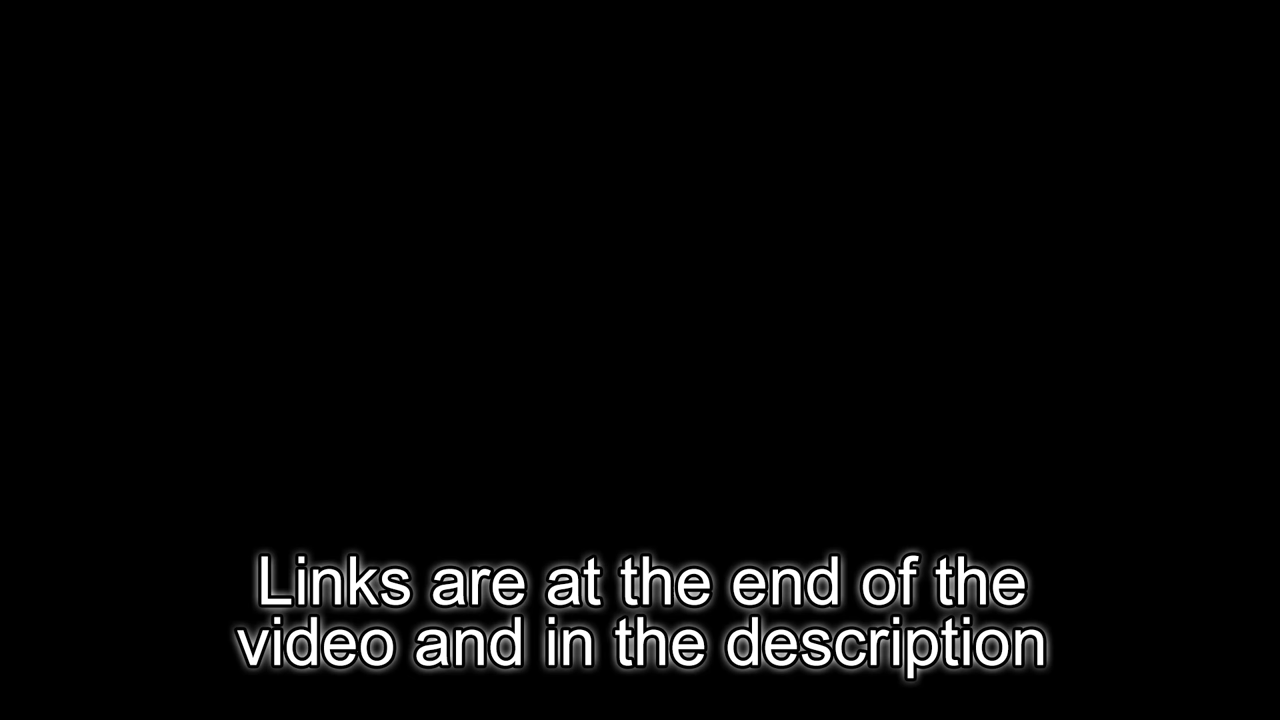 Links are at the end of the
video and in the description